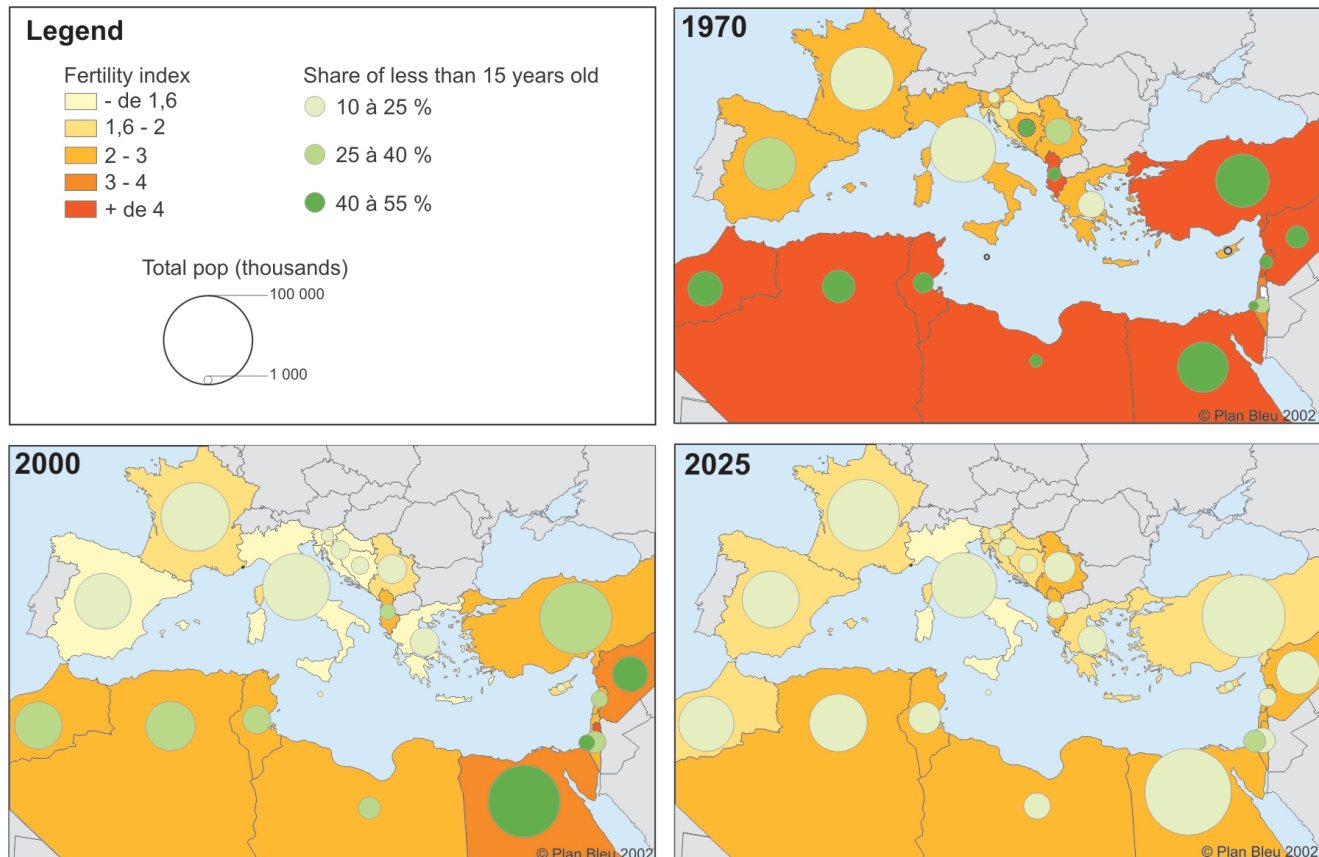 Legend
Fertility index
- de 1,6
1,6 - 2
2 - 3
3 - 4
+ de 4
Share of less than 15 years old
10 à 25 %
25 à 40 %
40 à 55 %
Total pop (thousands)
100 000
1 000
1970
© Plan Bleu 2002
2000
© Plan Bleu 2002
2025
© Plan Bleu 2002